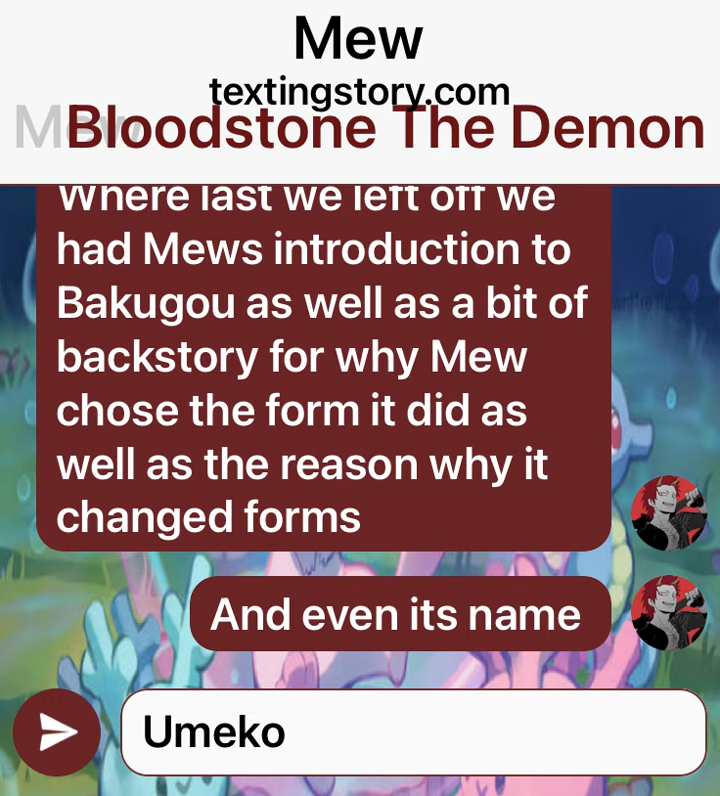 Mew
textingstory.com
Mew
Bloodstone The Demon
Where last we left off we
had Mews introduction to
Bakugou as well as a bit of
backstory for why Mew
chose the form it did as
well as the reason why it
changed forms
And even its name
Umeko